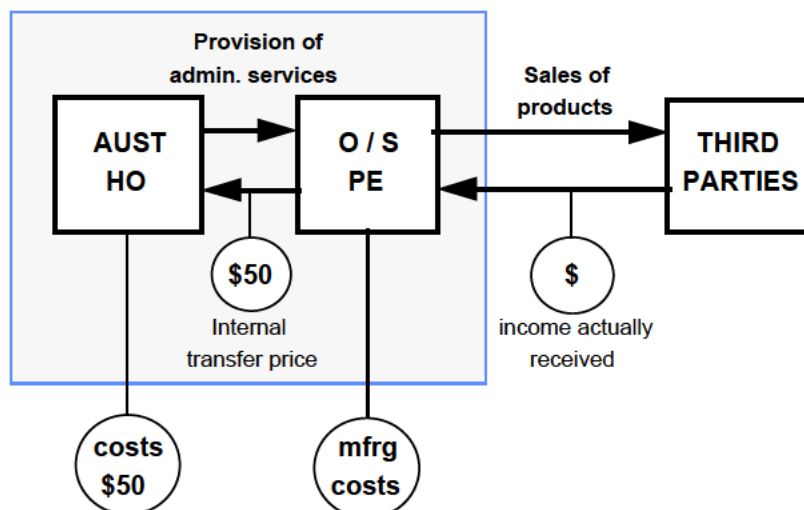 Provision of
admin. services
Sales of
products
AUST
HO
O / S
PE
THIRD
PARTIES
$50
$
Internal
transfer price
income actually
received
costs
$50
mfrg
costs